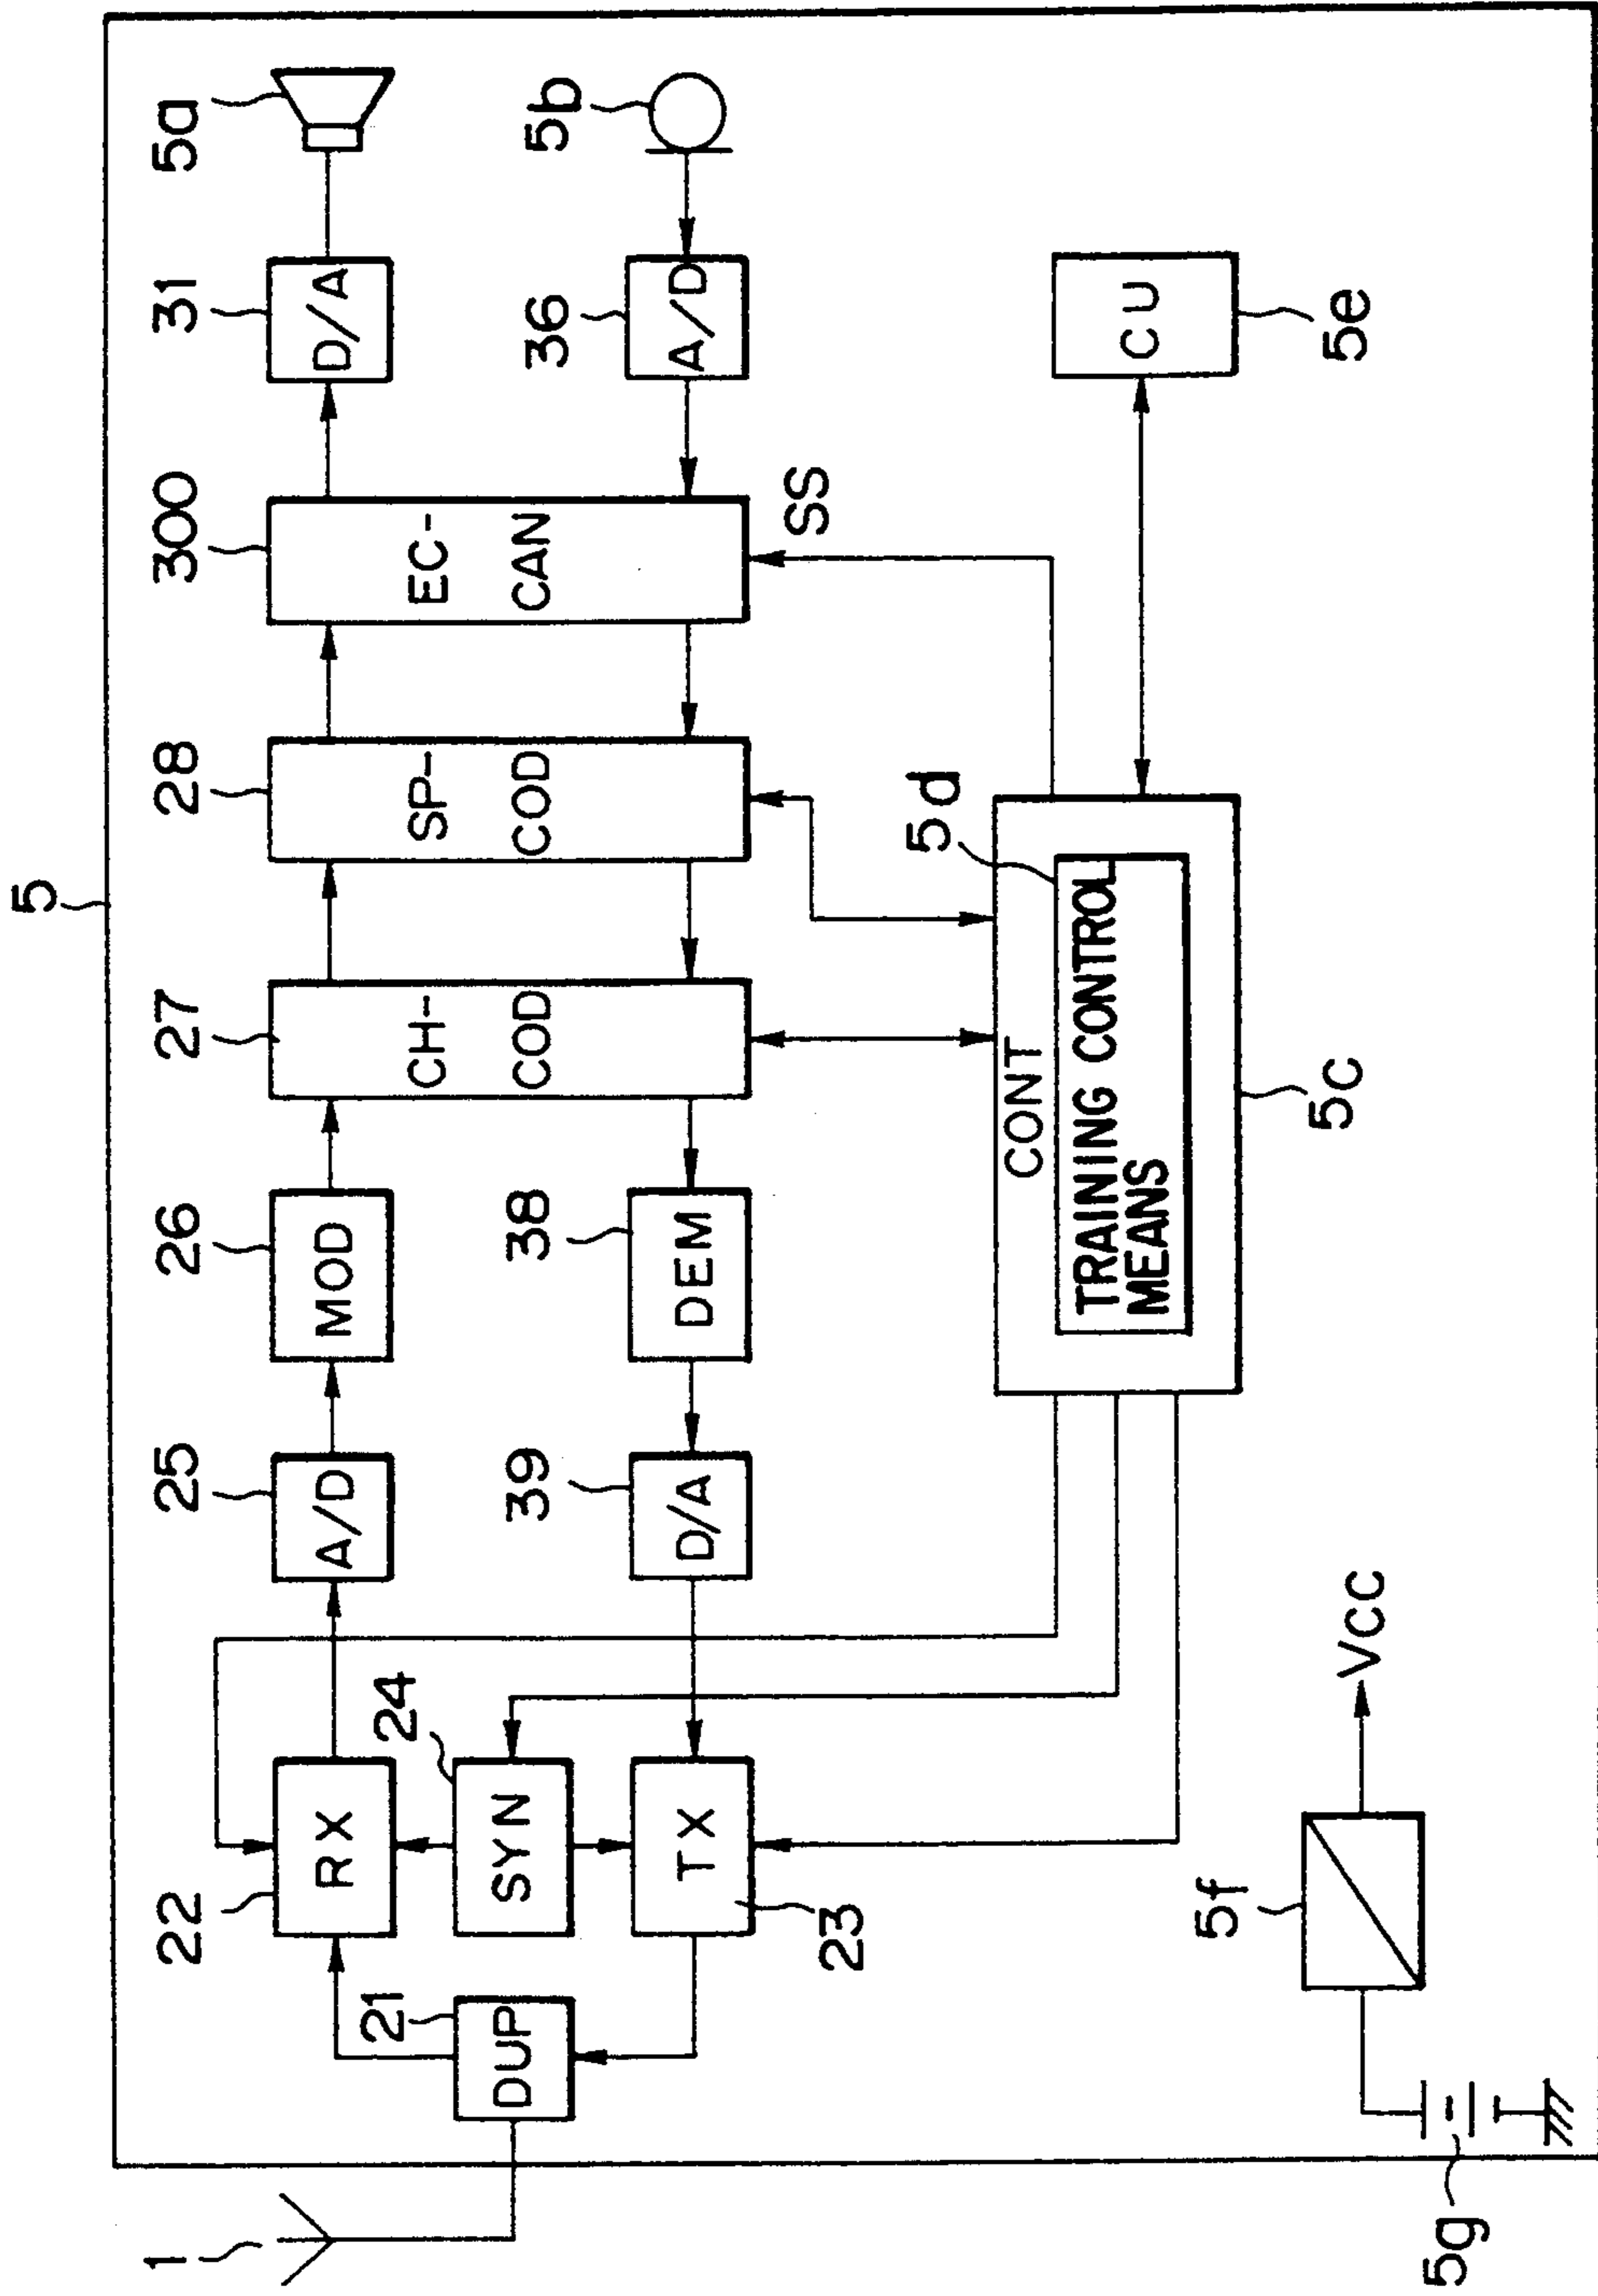 5
22
25
26
27
28
300
31
5a
RX
A/D
MOD
CH-
COD
SP-
COD
EC-
CAN
D/A
21
24
39
38
36
5b
DUP
SYN
TX
D/A
DEM
A/D
1
23
SS
5d
CONT
TRAINING CONTROL
MEANS
CU
5c
5e
5f
Vcc
5g